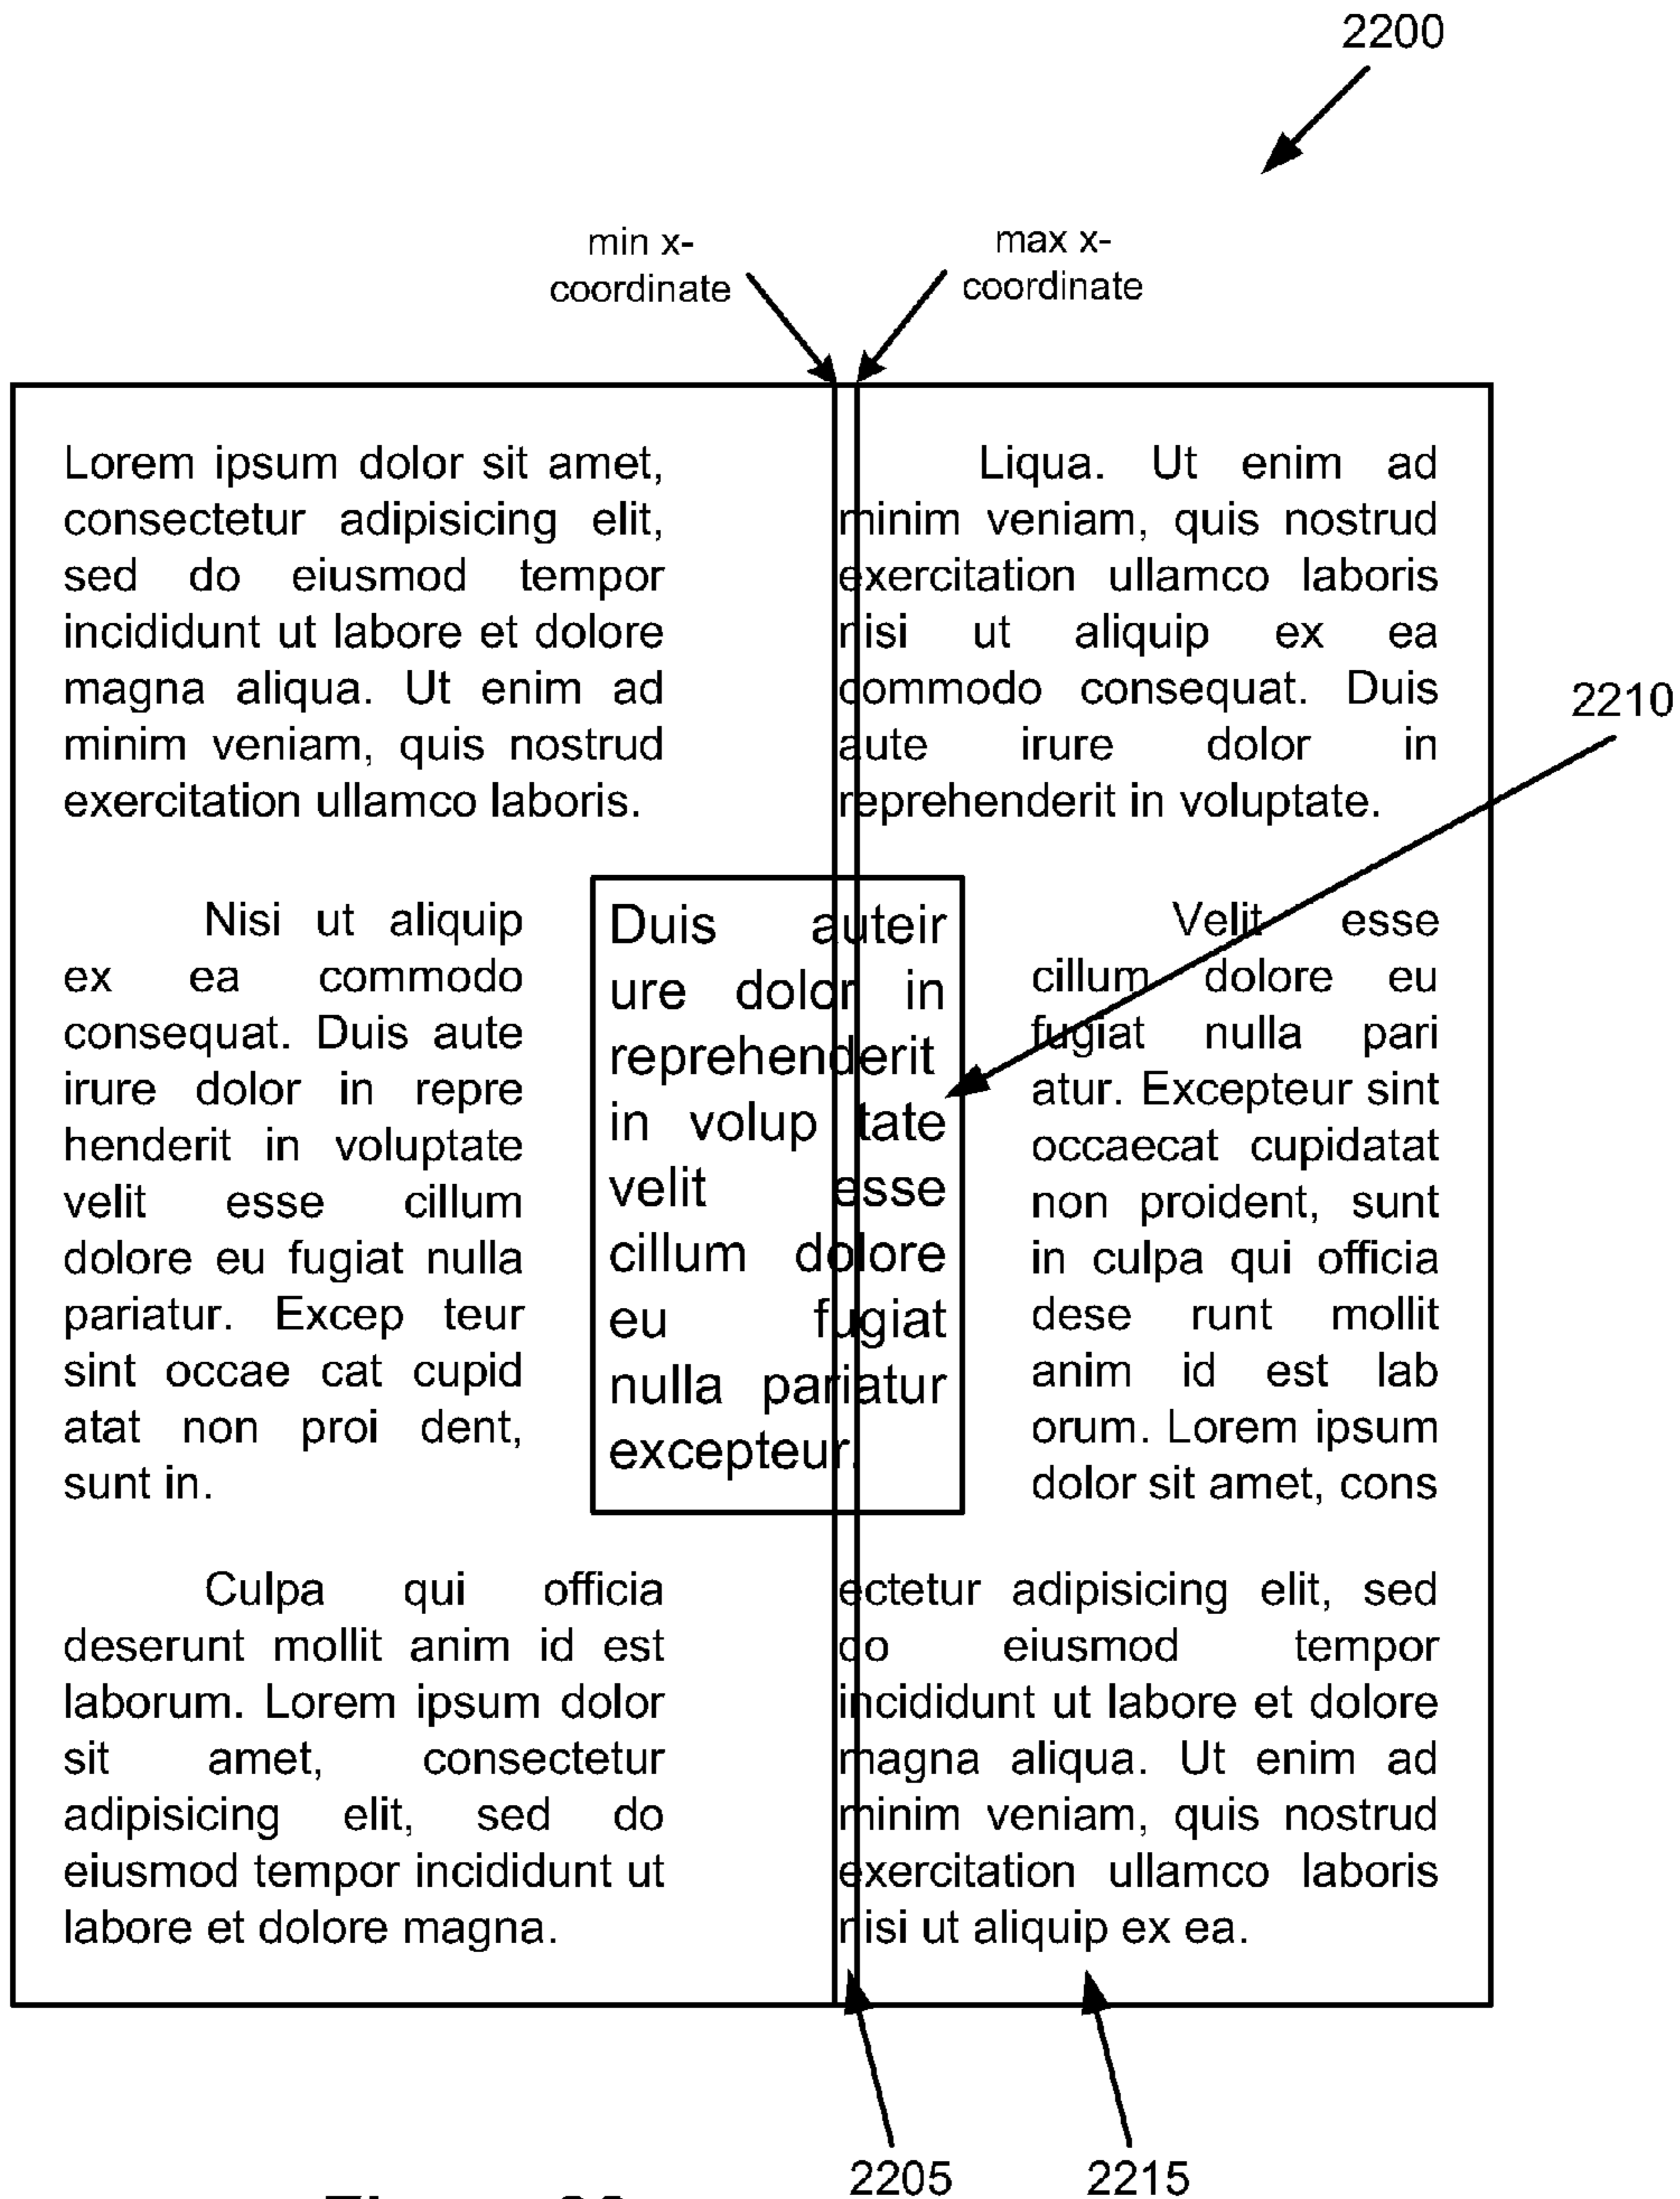 2200
min x-
coordinate
max x-
coordinate
Lorem ipsum dolor sit amet,
consectetur adipisicing elit,
sed do eiusmod tempor
incididunt ut labore et dolore
magna aliqua. Ut enim ad
minim veniam, quis nostrud
exercitation ullamco laboris.
Nisi ut aliquip
ex ea commodo
consequat. Duis aute
irure dolor in repre
henderit in voluptate
velit esse cillum
dolore eu fugiat nulla
pariatur. Excep teur
sint occae cat cupid
atat non proi dent,
sunt in.
Culpa qui officia
deserunt mollit anim id est
laborum. Lorem ipsum dolor
sit amet, consectetur
adipisicing elit, sed do
eiusmod tempor incididunt ut
labore et dolore magna.
Duis auteir
ure dolor in
reprehenderit
in volup tate
velit esse
cillum dolore
eu fugiat
nulla pariatur
excepteur.
Liqua. Ut enim ad
minim veniam, quis nostrud
exercitation ullamco laboris
nisi ut aliquip ex ea
commodo consequat. Duis
aute irure dolor in
reprehenderit in voluptate.
Velit esse
cillum dolore eu
fugiat nulla pari
atur. Excepteur sint
occaecat cupidatat
non proident, sunt
in culpa qui officia
dese runt mollit
anim id est lab
orum. Lorem ipsum
dolor sit amet, cons
ectetur adipisicing elit, sed
do eiusmod tempor
incididunt ut labore et dolore
magna aliqua. Ut enim ad
minim veniam, quis nostrud
exercitation ullamco laboris
nisi ut aliquip ex ea.
2210
2205
2215